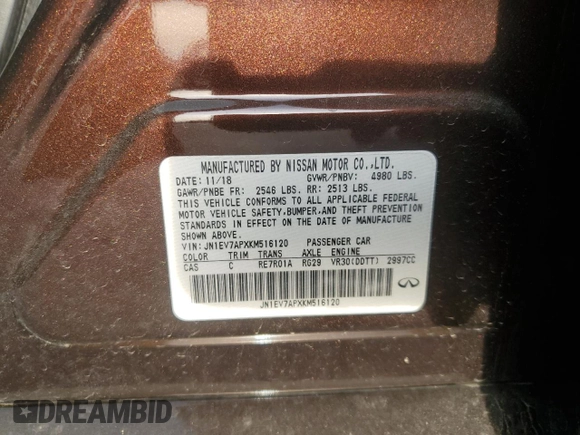 MANUFACTURED BY NISSAN MOTOR CO.,LTD.
DATE: 11/18 GVWR/PNBV: 4980 LBS.
GAWR/PNBE FR: 2546 LBS. RR: 2513 LBS.
THIS VEHICLE CONFORMS TO ALL APPLICABLE FEDERAL
MOTOR VEHICLE SAFETY,BUMPER,AND THEFT PREVENTION
STANDARDS IN EFFECT ON THE DATE OF MANUFACTURE
SHOWN ABOVE.
VIN: JN1EV7APXKM516120 PASSENGER CAR
COLOR TRIM TRANS AXLE ENGINE
CAS C RE7R01A RG29 VR30(DDTT) 2997CC
JN1EV7APXKM516120
DREAMBID